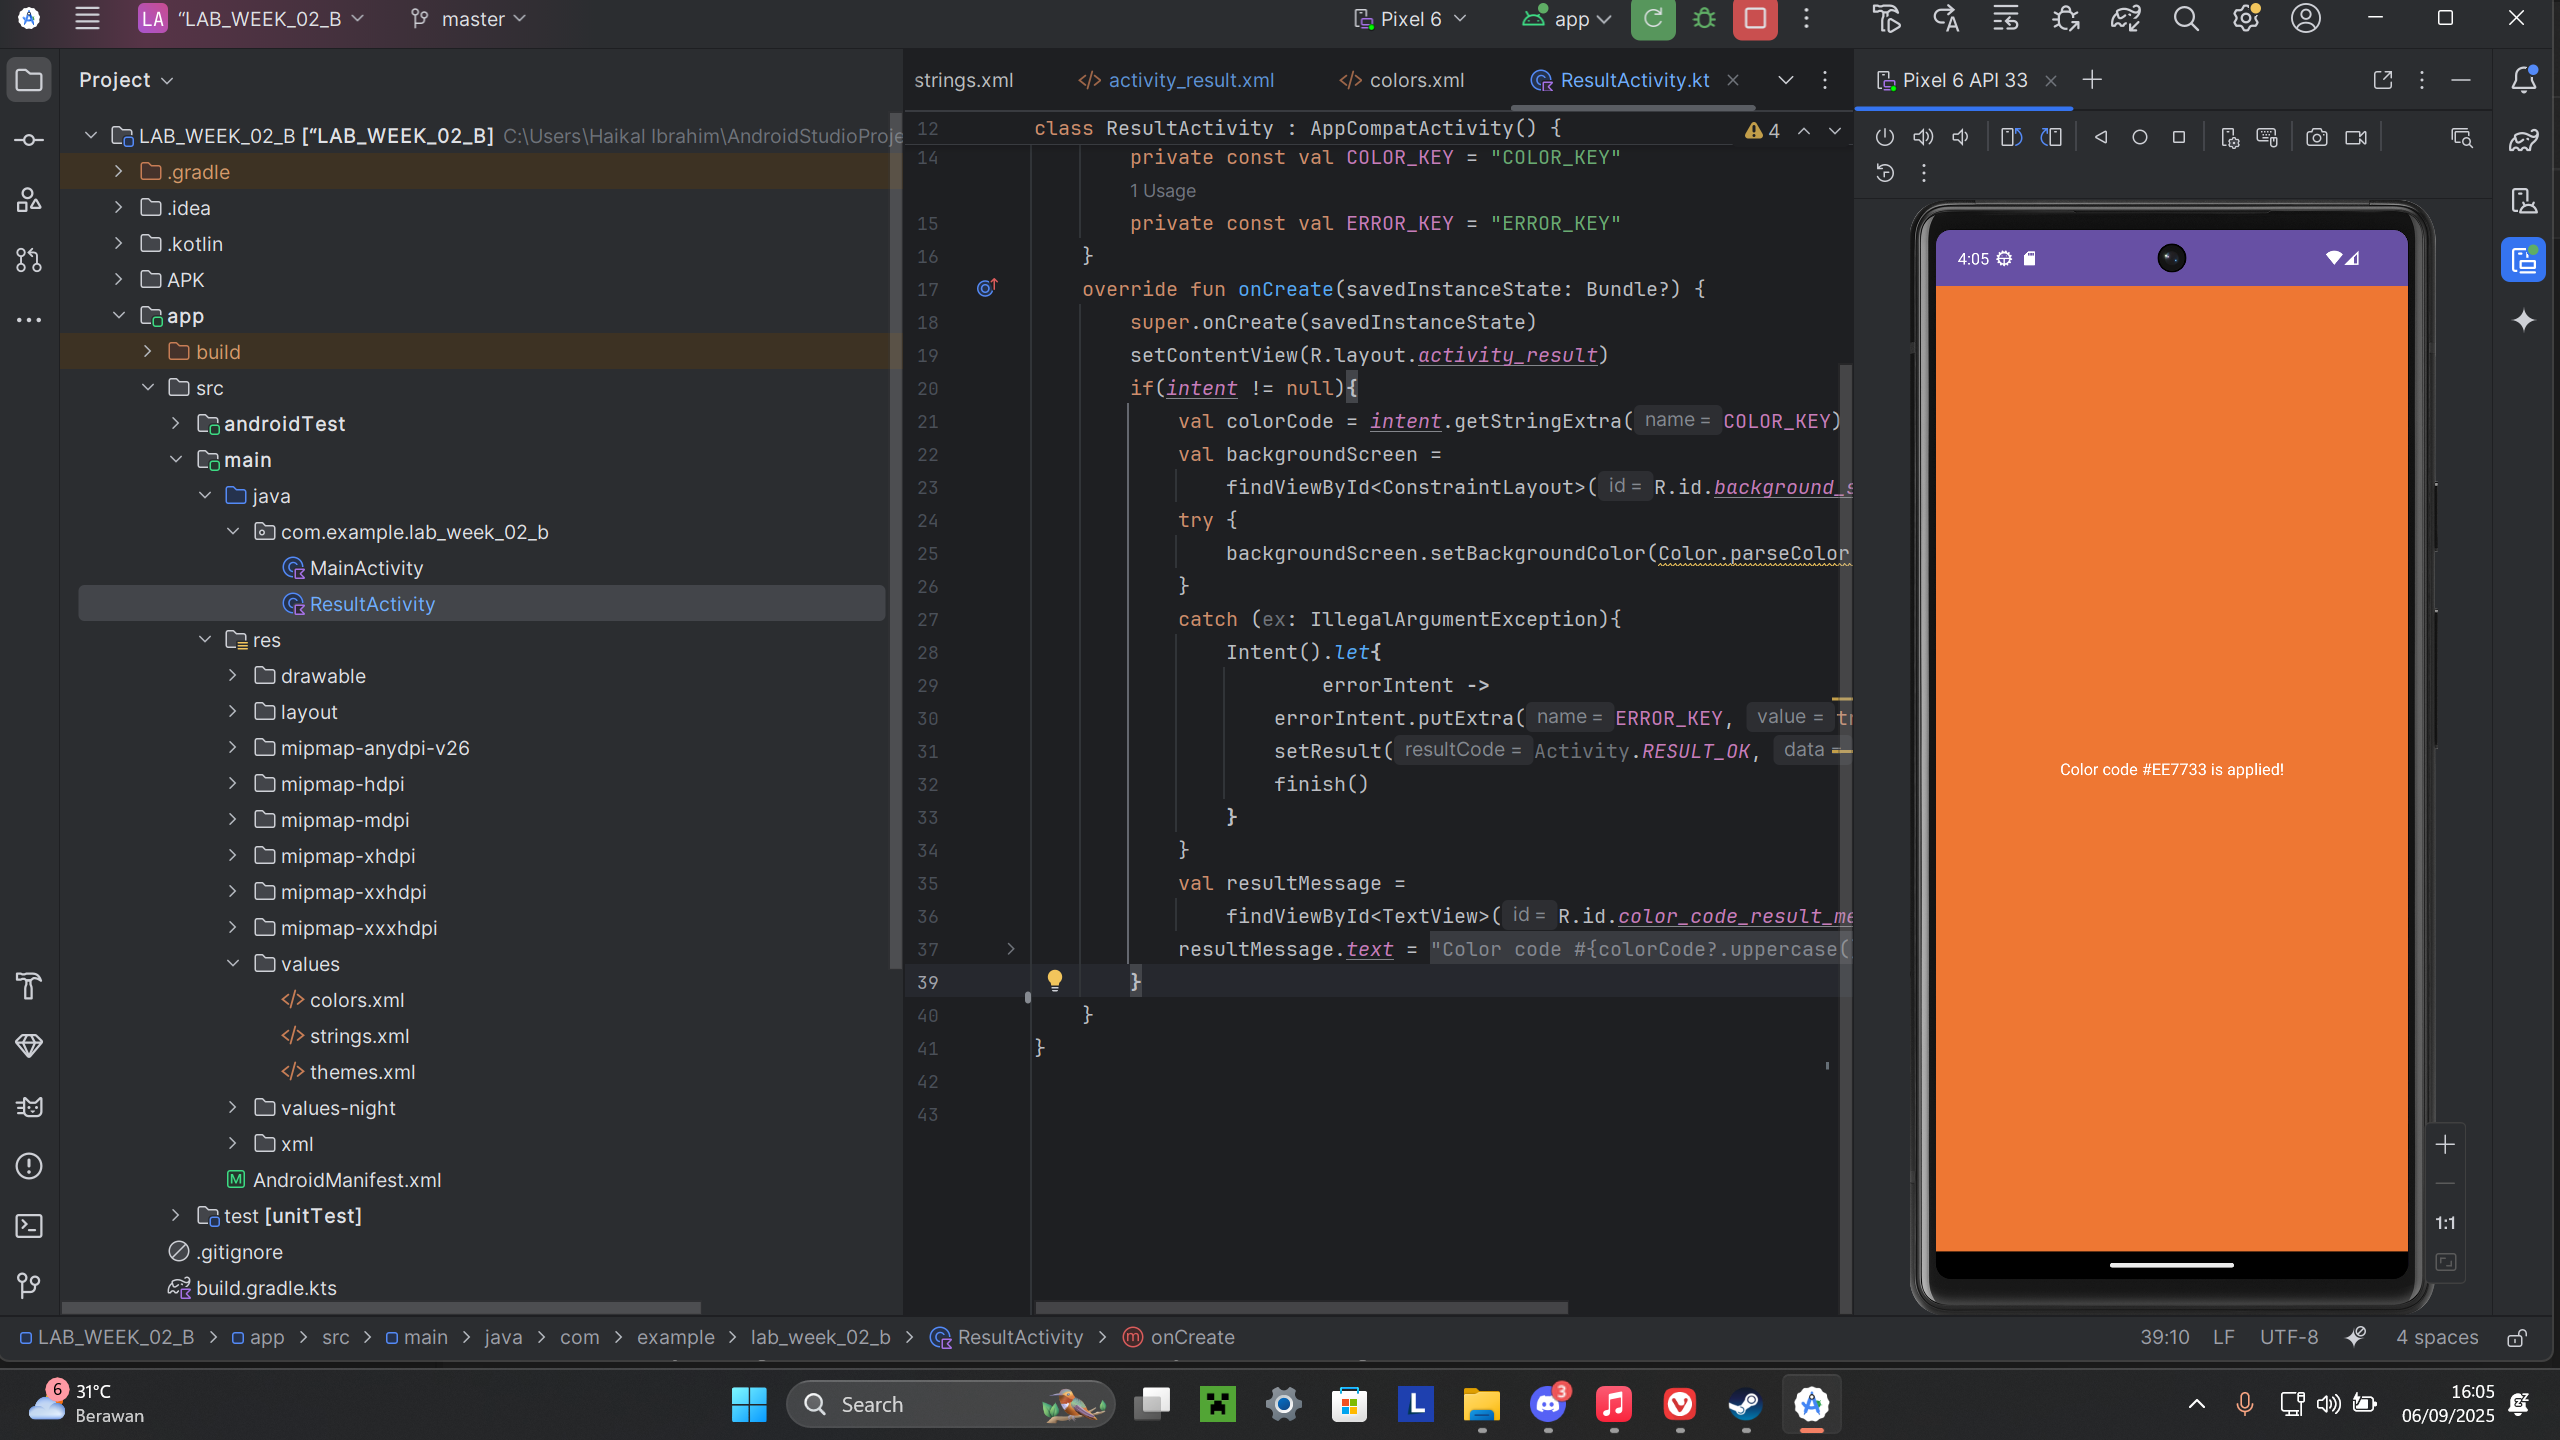 LA "LAB_WEEK_02_B master Pixel 6 app
Project
strings.xml activity_result.xml colors.xml ResultActivity.kt
Pixel 6 API 33
LAB_WEEK_02_B ["LAB_WEEK_02_B] C:\Users\Haikal Ibrahim\AndroidStudioProje
.gradle
.idea
.kotlin
APK
app
build
src
androidTest
main
java
com.example.lab_week_02_b
MainActivity
ResultActivity
res
drawable
layout
mipmap-anydpi-v26
mipmap-hdpi
mipmap-mdpi
mipmap-xhdpi
mipmap-xxhdpi
mipmap-xxxhdpi
values
colors.xml
strings.xml
themes.xml
values-night
xml
AndroidManifest.xml
test [unitTest]
.gitignore
build.gradle.kts
12 class ResultActivity : AppCompatActivity() { 4
14 private const val COLOR_KEY = "COLOR_KEY"
1 Usage
15 private const val ERROR_KEY = "ERROR_KEY"
16 }
17 override fun onCreate(savedInstanceState: Bundle?) {
18 super.onCreate(savedInstanceState)
19 setContentView(R.layout.activity_result)
20 if(intent != null){
21 val colorCode = intent.getStringExtra( name = COLOR_KEY)
22 val backgroundScreen =
23 findViewById<ConstraintLayout>( id = R.id.background_s
24 try {
25 backgroundScreen.setBackgroundColor(Color.parseColor
26 }
27 catch (ex: IllegalArgumentException){
28 Intent().let{
29 errorIntent ->
30 errorIntent.putExtra( name = ERROR_KEY, value = tr
31 setResult( resultCode = Activity.RESULT_OK, data =
32 finish()
33 }
34 }
35 val resultMessage =
36 findViewById<TextView>( id = R.id.color_code_result_me
37 resultMessage.text = "Color code #{colorCode?.uppercase(
39 }
40 }
41 }
42
43
4:05
Color code #EE7733 is applied!
1:1
LAB_WEEK_02_B > app > src > main > java > com > example > lab_week_02_b > ResultActivity > onCreate
39:10 LF UTF-8 4 spaces
6 31°C
Berawan
Search
L
3
16:05
06/09/2025